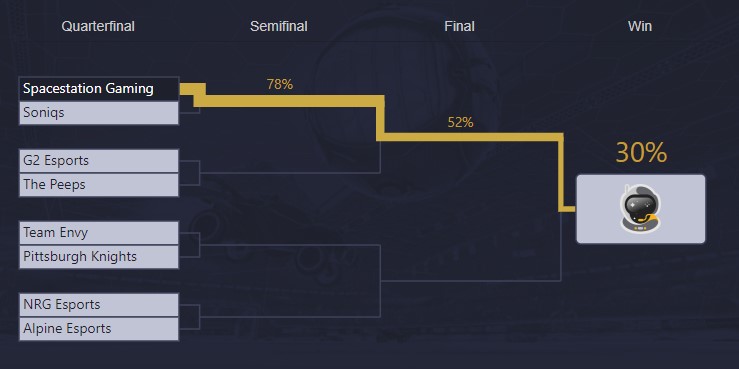 Quarterfinal Semifinal Final Win
Spacestation Gaming
78%
Soniqs
52%
30%
G2 Esports
The Peeps
Team Envy
Pittsburgh Knights
NRG Esports
Alpine Esports